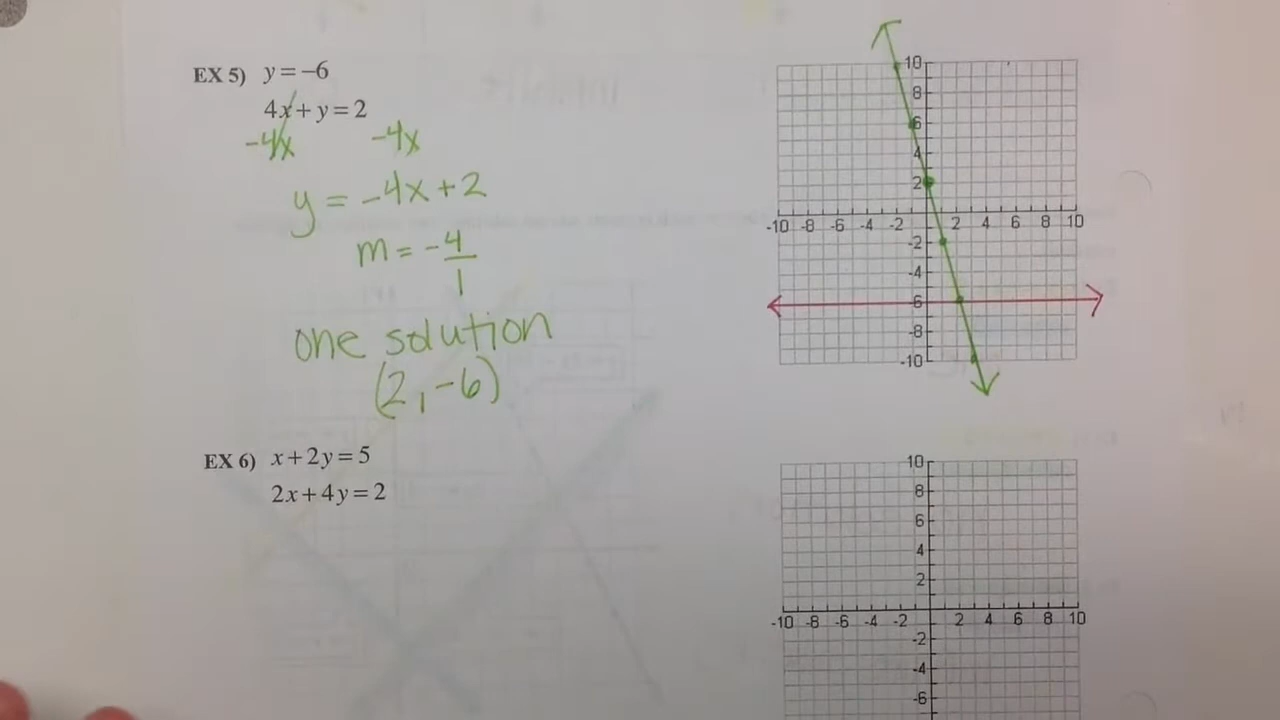 EX 5) y = −6
4x + y = 2
-4x -4x
y = -4x + 2
m = -4/1
one solution
(2, -6)
10
8
6
4
2
-10 -8 -6 -4 -2 2 4 6 8 10
-2
-4
-6
-8
-10
EX 6) x + 2y = 5
2x + 4y = 2
10
8
6
4
2
-10 -8 -6 -4 -2 2 4 6 8 10
-2
-4
-6